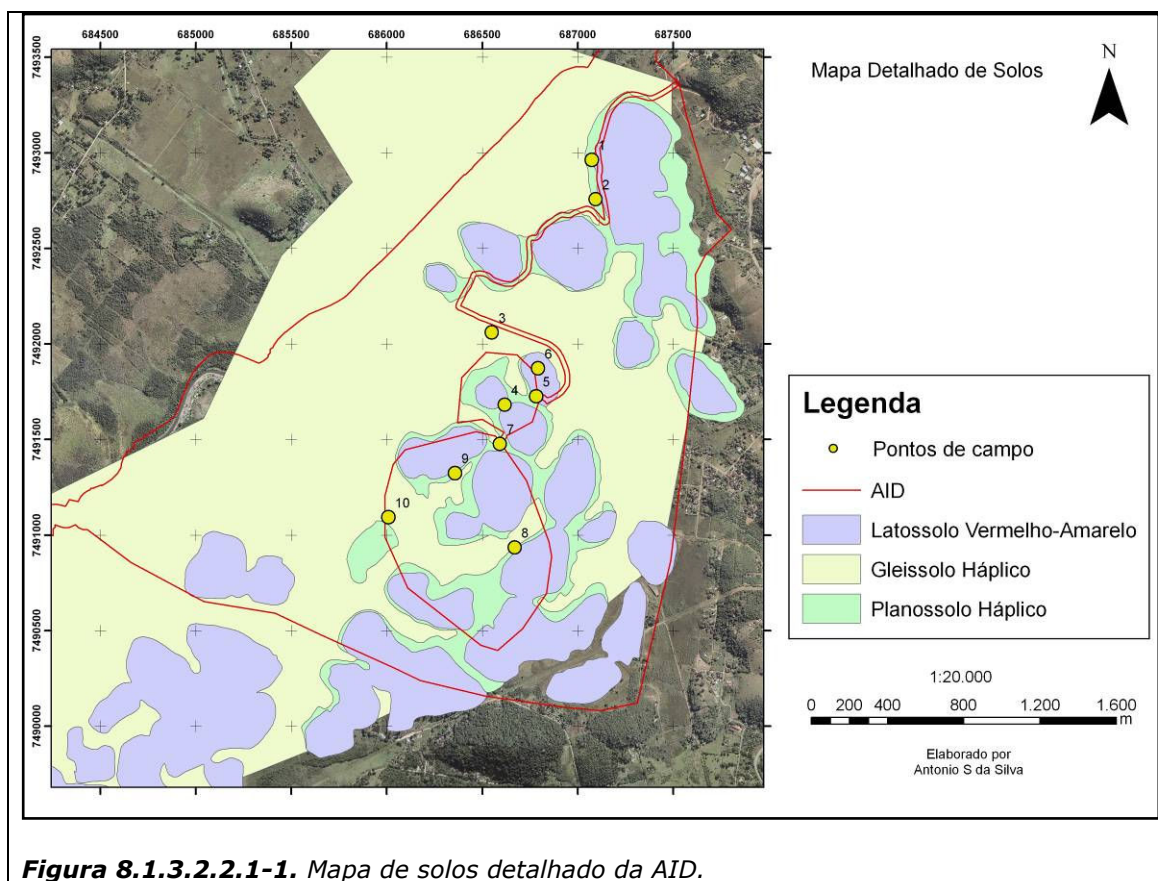 684500 685000 685500 686000 686500 687000 687500
7493500
7493000
7492500
7492000
7491500
7491000
7490500
7490000
1
2
3
6
5
4
7
9
10
8
Mapa Detalhado de Solos
N
Legenda
Pontos de campo
AID
Latossolo Vermelho-Amarelo
Gleissolo Háplico
Planossolo Háplico
1:20.000
0 200 400 800 1.200 1.600
m
Elaborado por
Antonio S da Silva
Figura 8.1.3.2.2.1-1. Mapa de solos detalhado da AID.